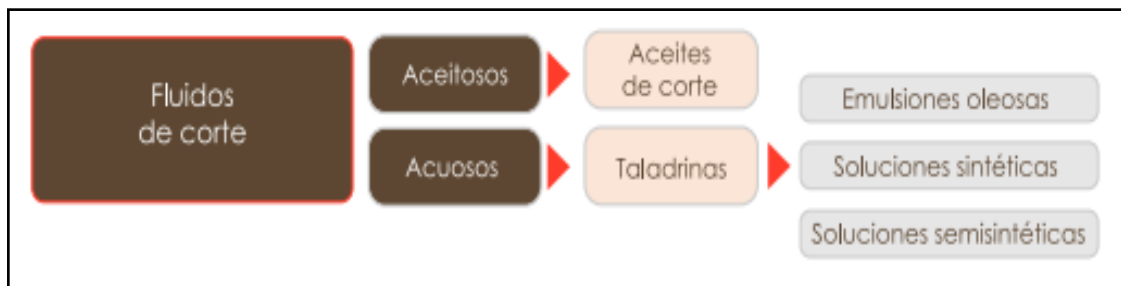 Fluidos
de corte
Aceitosos
Aceites
de corte
Acuosos
Taladrinas
Emulsiones oleosas
Soluciones sintéticas
Soluciones semisintéticas